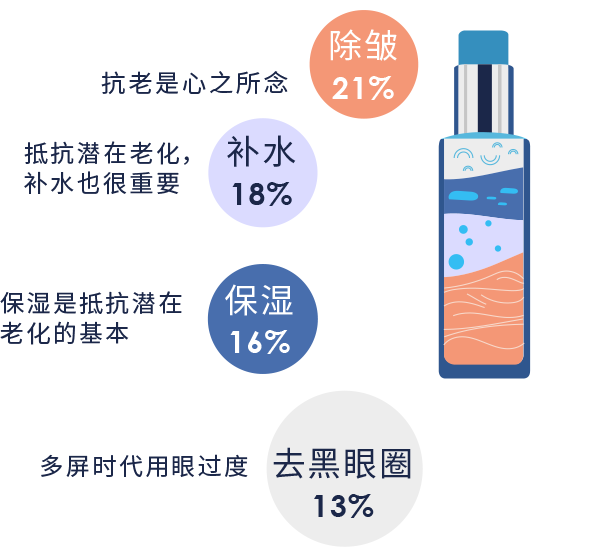 除皱
21%
抗老是心之所念
补水
18%
抵抗潜在老化，
补水也很重要
保湿
16%
保湿是抵抗潜在
老化的基本
去黑眼圈
13%
多屏时代用眼过度